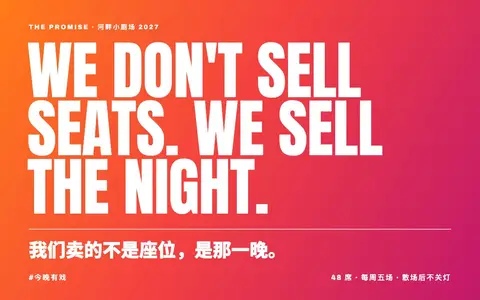 THE PROMISE · 河畔小剧场 2027
WE DON'T SELL
SEATS. WE SELL
THE NIGHT.
我们卖的不是座位，是那一晚。
#今晚有戏
48 席 · 每周五场 · 散场后不关灯